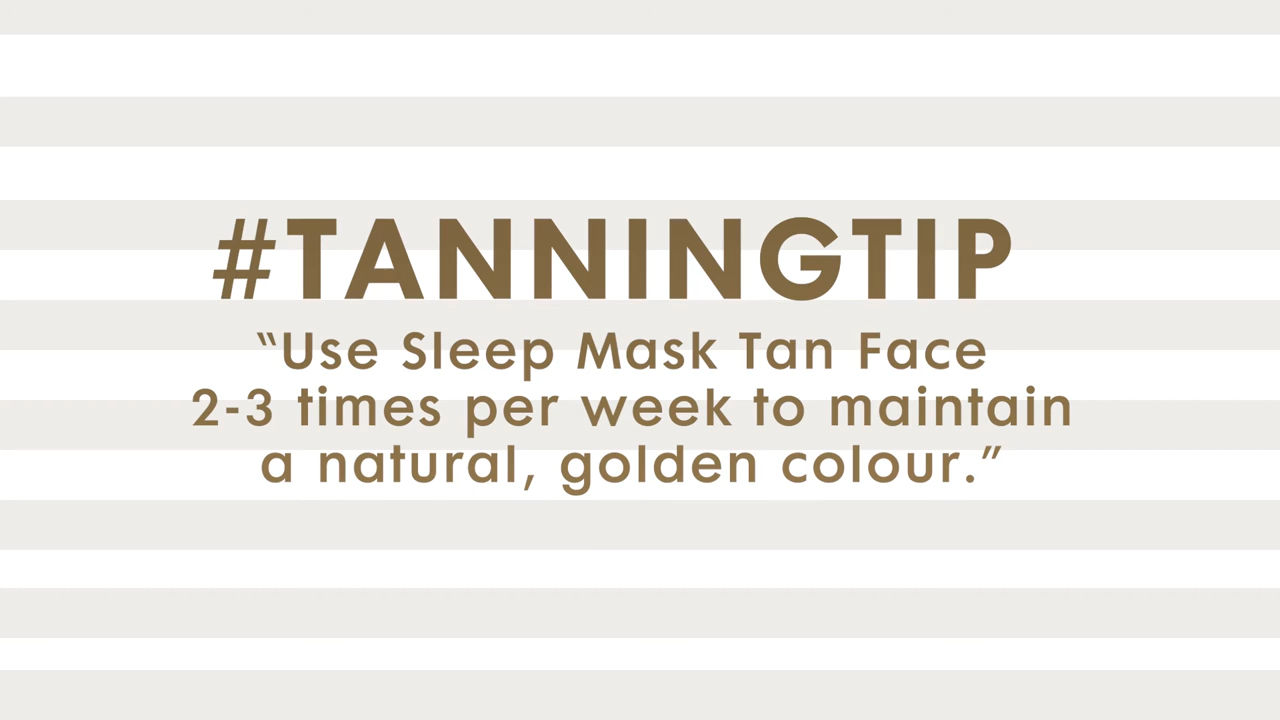 #TANNINGTIP
“Use Sleep Mask Tan Face
2-3 times per week to maintain
a natural, golden colour.”